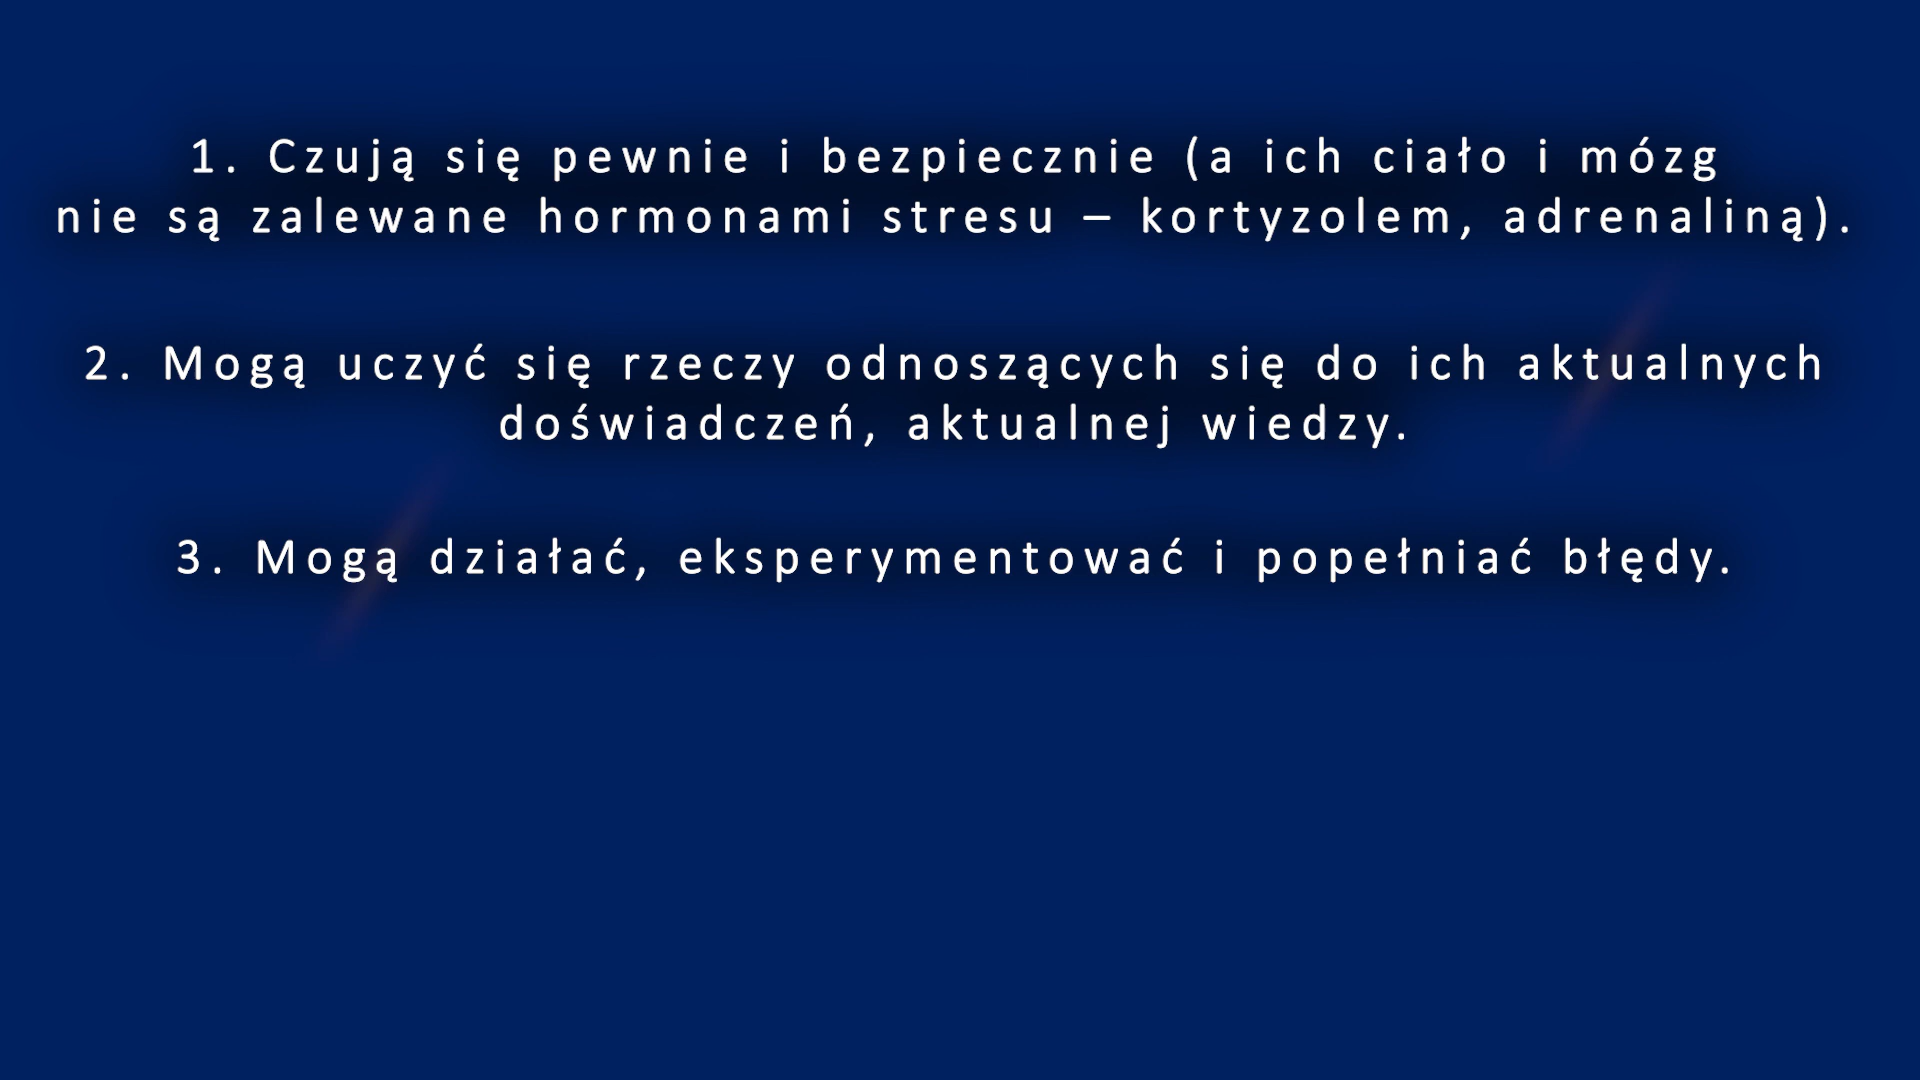 1. Czują się pewnie i bezpiecznie (a ich ciało i mózg
nie są zalewane hormonami stresu – kortyzolem, adrenaliną).
2. Mogą uczyć się rzeczy odnoszących się do ich aktualnych
doświadczeń, aktualnej wiedzy.
3. Mogą działać, eksperymentować i popełniać błędy.